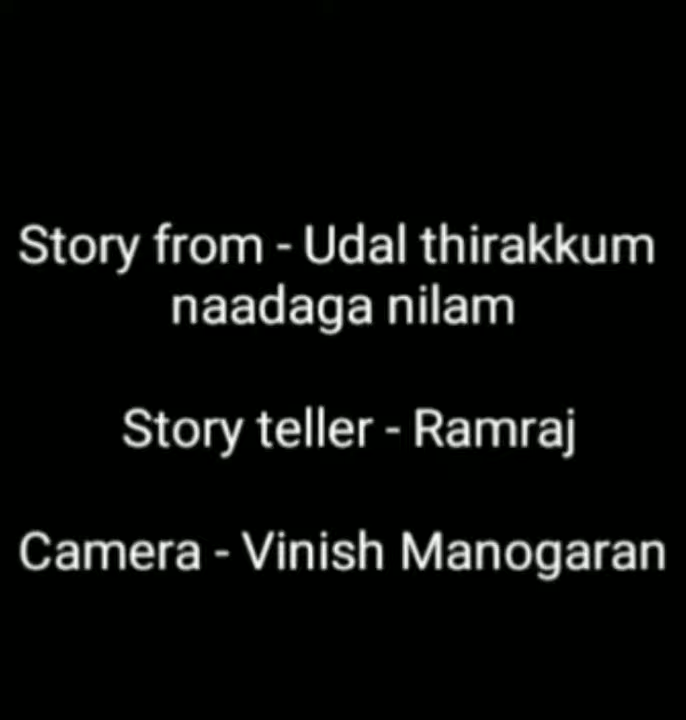 Story from - Udal thirakkum
naadaga nilam
Story teller - Ramraj
Camera - Vinish Manogaran